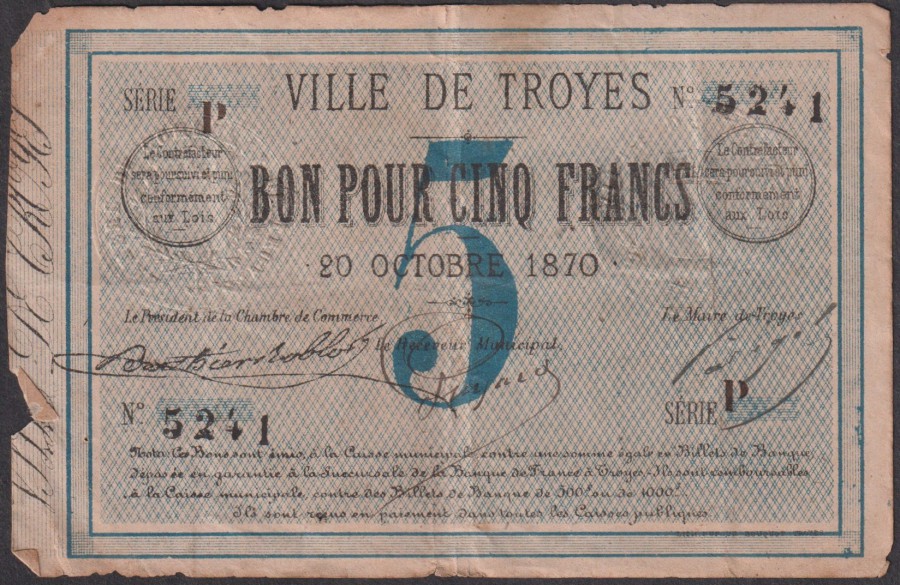 SÉRIE P
VILLE DE TROYES
Nº 5241
Le Contrefacteur
sera poursuivi et puni
conformément
aux Lois
BON POUR CINQ FRANCS
5
Le Contrefacteur
sera poursuivi et puni
conformément
aux Lois
20 OCTOBRE 1870
Le Président de la Chambre de Commerce
Le Receveur Municipal,
Le Maire de Troyes
Nº 5241
SÉRIE P
Nota. Ces Bons sont émis, à la Caisse municipale contre une somme égale en Billets de Banque,
déposée en garantie à la Succursale de la Banque de France à Troyes. Ils sont remboursables
à la Caisse municipale, contre des Billets de Banque de 500f. ou de 1000f.
Ils sont reçus en paiement dans toutes les Caisses publiques.